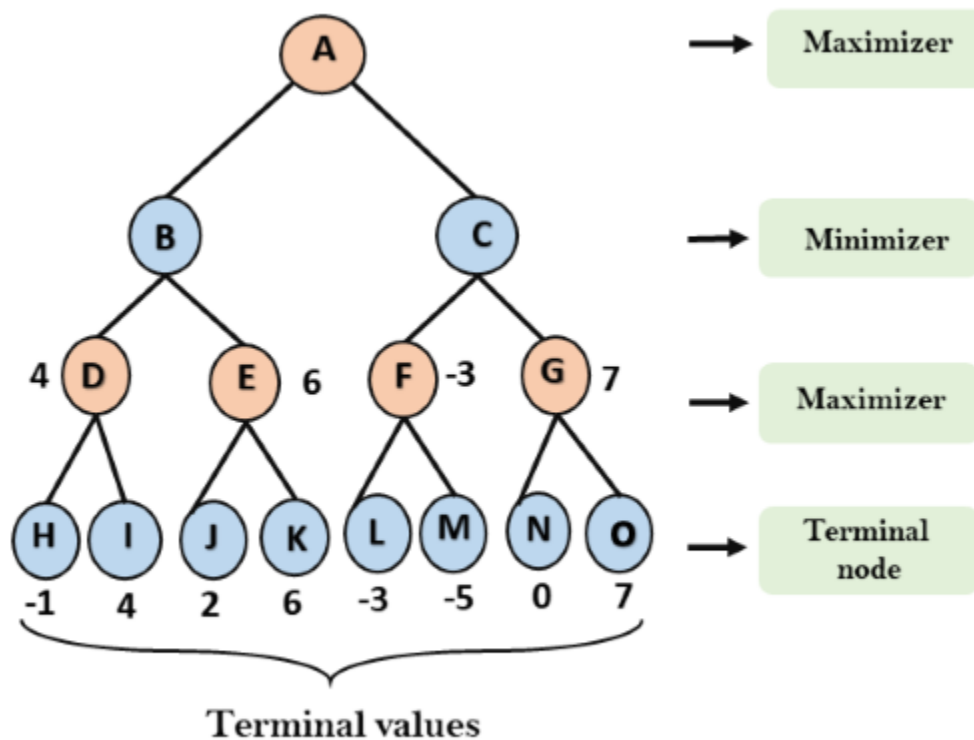 A
Maximizer
B
C
Minimizer
4 D
E 6
F -3
G 7
Maximizer
H I J K L M N O
Terminal
node
-1 4 2 6 -3 -5 0 7
Terminal values